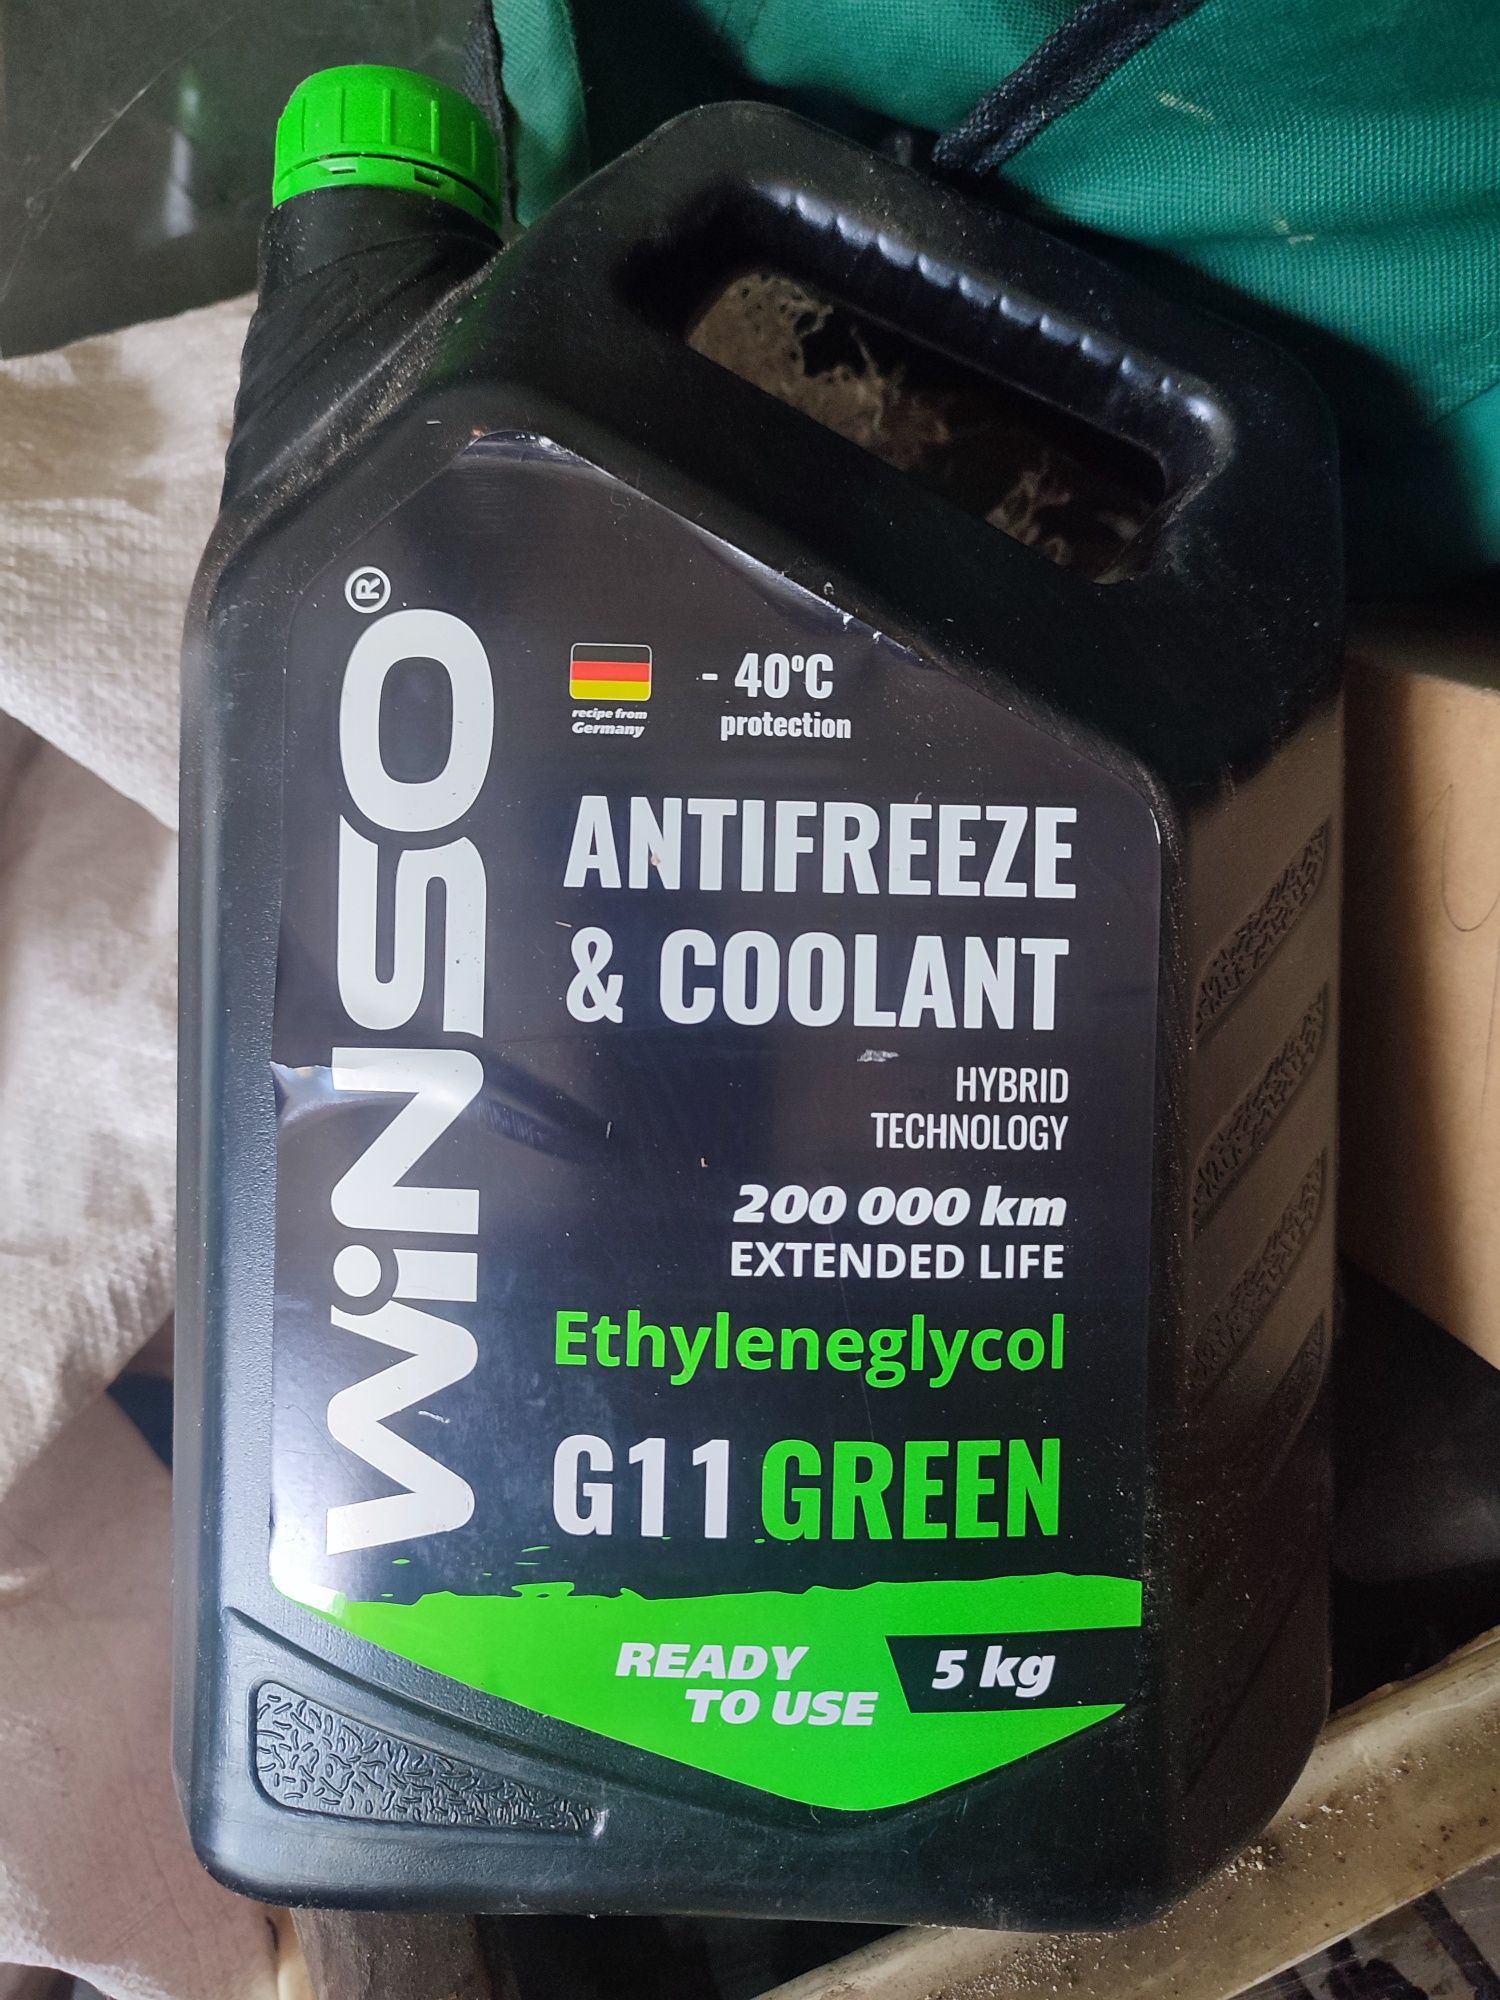 WINSO®
recipe from
Germany
- 40ºC
protection
ANTIFREEZE
& COOLANT
HYBRID
TECHNOLOGY
200 000 km
EXTENDED LIFE
Ethyleneglycol
G11 GREEN
READY
TO USE
5 kg